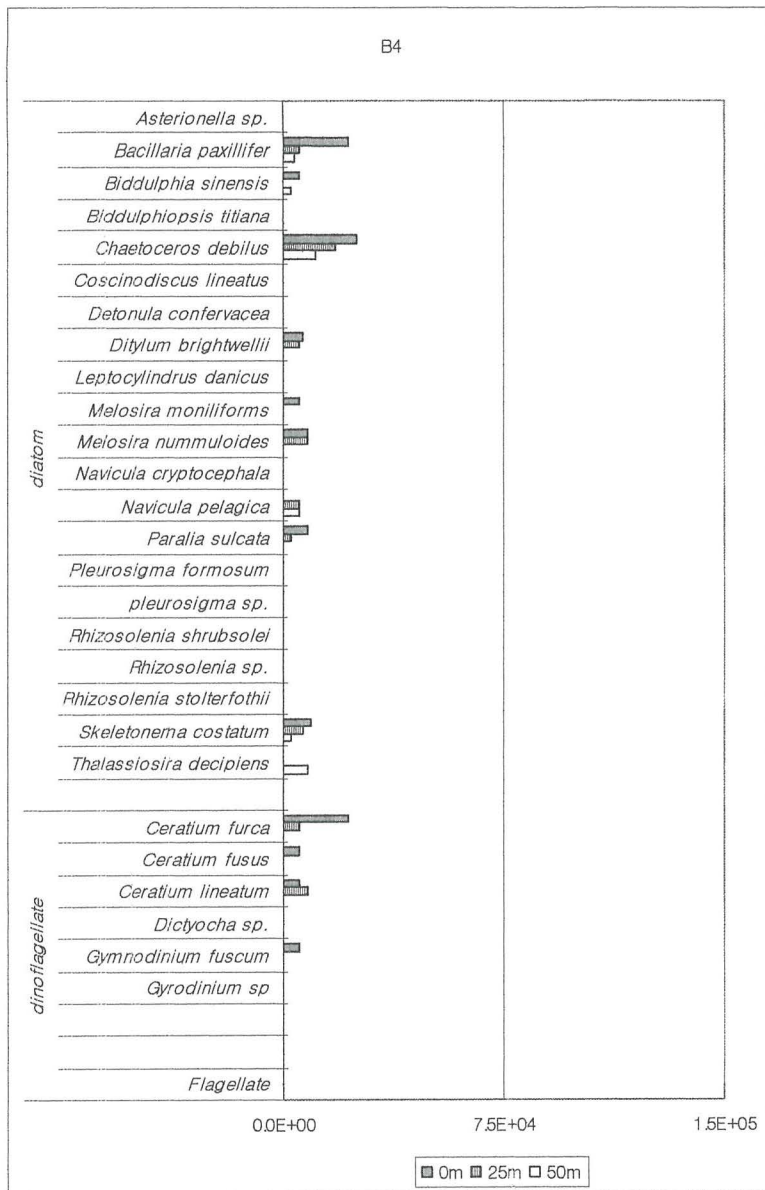 B4
diatom
Asterionella sp.
Bacillaria paxillifer
Biddulphia sinensis
Biddulphiopsis titiana
Chaetoceros debilus
Coscinodiscus lineatus
Detonula confervacea
Ditylum brightwellii
Leptocylindrus danicus
Melosira moniliforms
Melosira nummuloides
Navicula cryptocephala
Navicula pelagica
Paralia sulcata
Pleurosigma formosum
pleurosigma sp.
Rhizosolenia shrubsolei
Rhizosolenia sp.
Rhizosolenia stolterfothii
Skeletonema costatum
Thalassiosira decipiens
dinoflagellate
Ceratium furca
Ceratium fusus
Ceratium lineatum
Dictyocha sp.
Gymnodinium fuscum
Gyrodinium sp
Flagellate
0.0E+00 7.5E+04 1.5E+05
0m 25m 50m